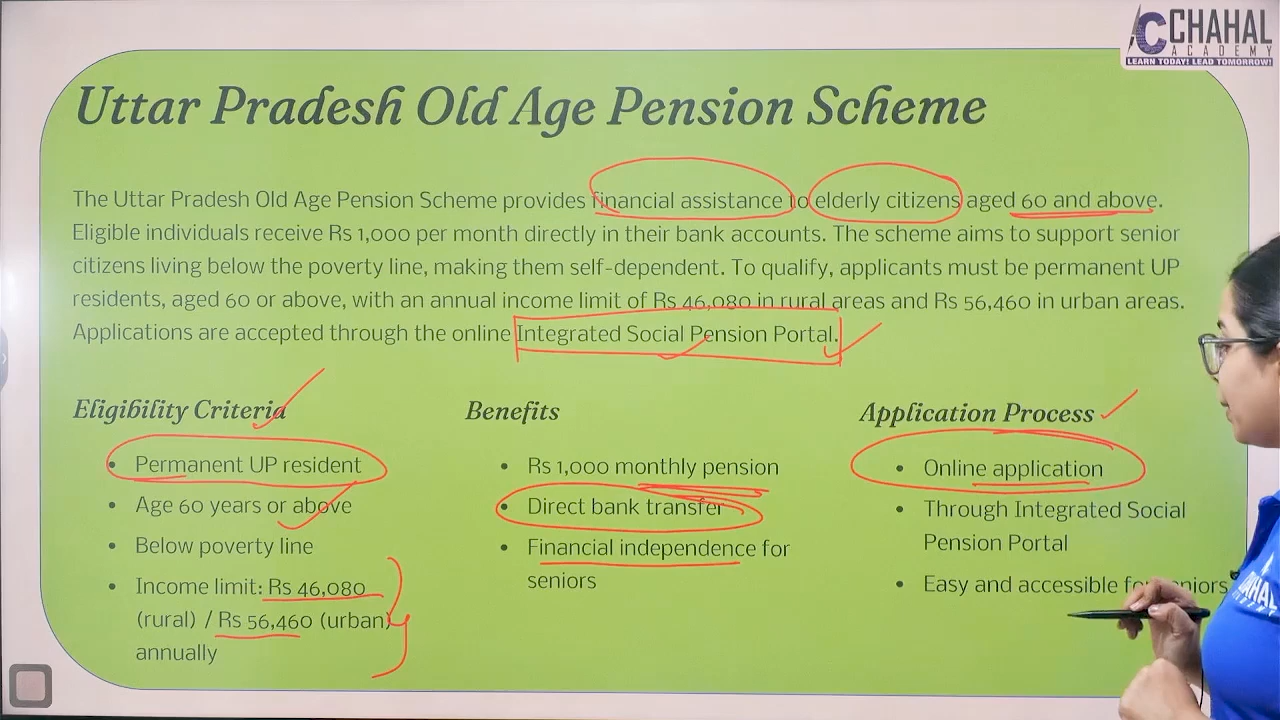 CHAHAL
ACADEMY
LEARN TODAY! LEAD TOMORROW!
Uttar Pradesh Old Age Pension Scheme
The Uttar Pradesh Old Age Pension Scheme provides financial assistance to elderly citizens aged 60 and above.
Eligible individuals receive Rs 1,000 per month directly in their bank accounts. The scheme aims to support senior
citizens living below the poverty line, making them self-dependent. To qualify, applicants must be permanent UP
residents, aged 60 or above, with an annual income limit of Rs 46,080 in rural areas and Rs 56,460 in urban areas.
Applications are accepted through the online Integrated Social Pension Portal.
Eligibility Criteria
• Permanent UP resident
• Age 60 years or above
• Below poverty line
• Income limit: Rs 46,080
(rural) / Rs 56,460 (urban)
annually
Benefits
• Rs 1,000 monthly pension
• Direct bank transfer
• Financial independence for
seniors
Application Process
• Online application
• Through Integrated Social
Pension Portal
• Easy and accessible for seniors